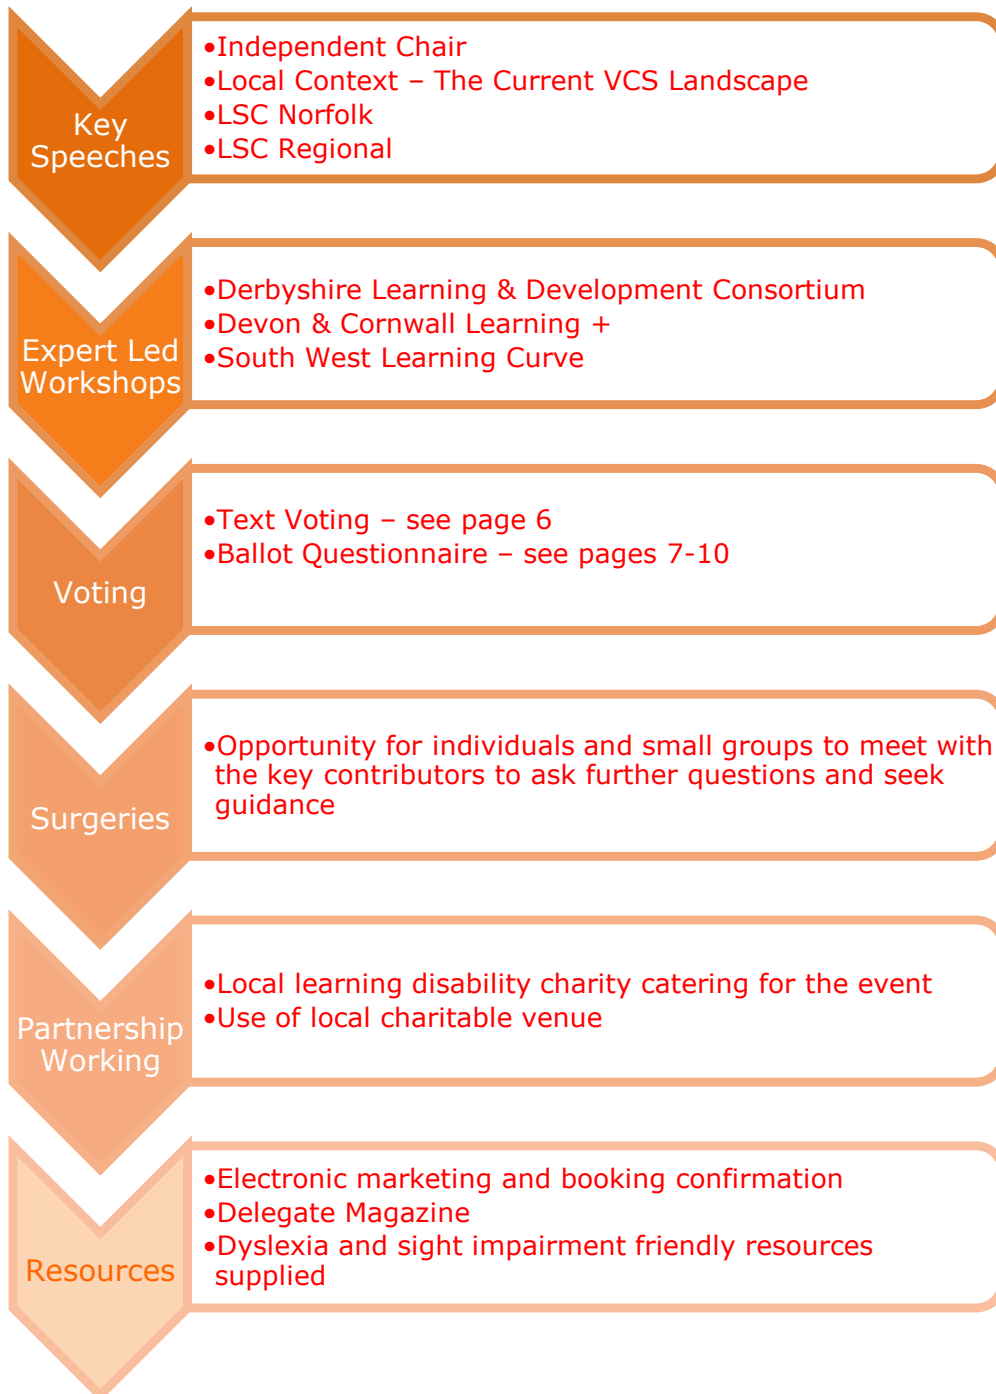 Key
Speeches
•Independent Chair
•Local Context – The Current VCS Landscape
•LSC Norfolk
•LSC Regional
Expert Led
Workshops
•Derbyshire Learning & Development Consortium
•Devon & Cornwall Learning +
•South West Learning Curve
Voting
•Text Voting – see page 6
•Ballot Questionnaire – see pages 7-10
Surgeries
•Opportunity for individuals and small groups to meet with
the key contributors to ask further questions and seek
guidance
Partnership
Working
•Local learning disability charity catering for the event
•Use of local charitable venue
Resources
•Electronic marketing and booking confirmation
•Delegate Magazine
•Dyslexia and sight impairment friendly resources
supplied